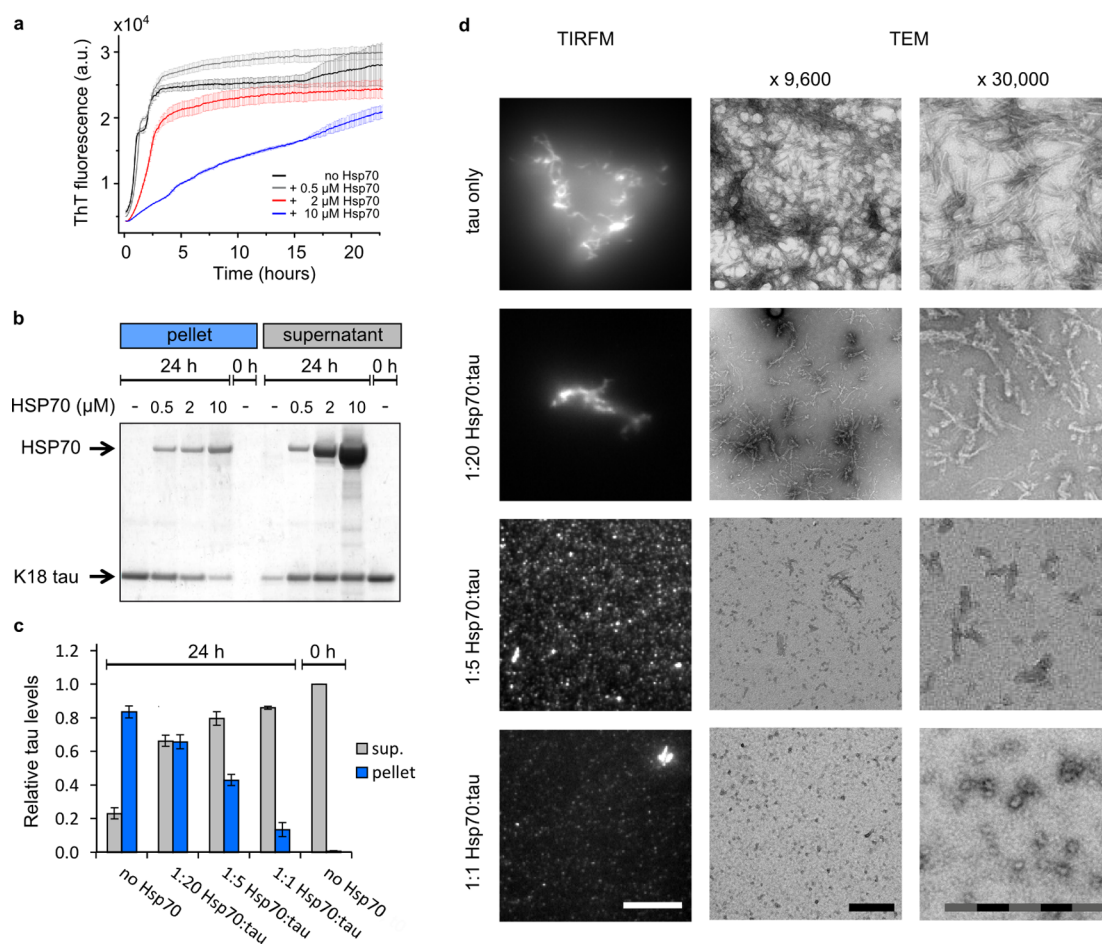 a
x10⁴
ThT fluorescence (a.u.)
3
2
1
0
5
10
15
20
Time (hours)
no Hsp70
+ 0.5 µM Hsp70
+ 2 µM Hsp70
+ 10 µM Hsp70
b
pellet
supernatant
24 h
0 h
24 h
0 h
HSP70 (µM)
- 0.5 2 10 - - 0.5 2 10 -
HSP70
K18 tau
c
Relative tau levels
1.2
1.0
0.8
0.6
0.4
0.2
0.0
24 h
0 h
sup.
pellet
no Hsp70
1:20 Hsp70:tau
1:5 Hsp70:tau
1:1 Hsp70:tau
no Hsp70
d
TIRFM
TEM
x 9,600
x 30,000
tau only
1:20 Hsp70:tau
1:5 Hsp70:tau
1:1 Hsp70:tau